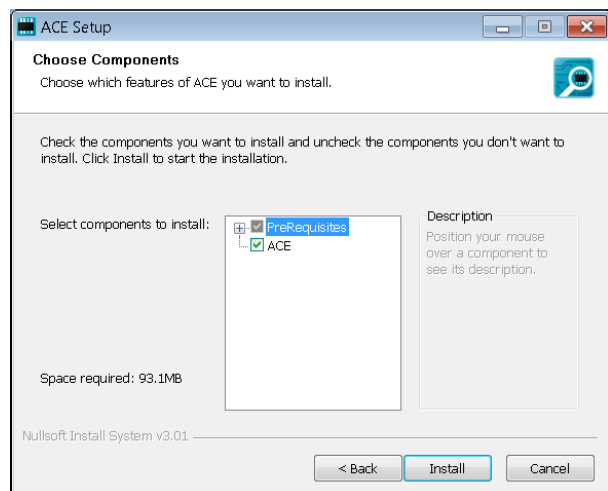 ACE Setup
Choose Components
Choose which features of ACE you want to install.
Check the components you want to install and uncheck the components you don't want to
install. Click Install to start the installation.
Select components to install:
PreRequisites
ACE
Description
Position your mouse
over a component to
see its description.
Space required: 93.1MB
Nullsoft Install System v3.01
< Back
Install
Cancel